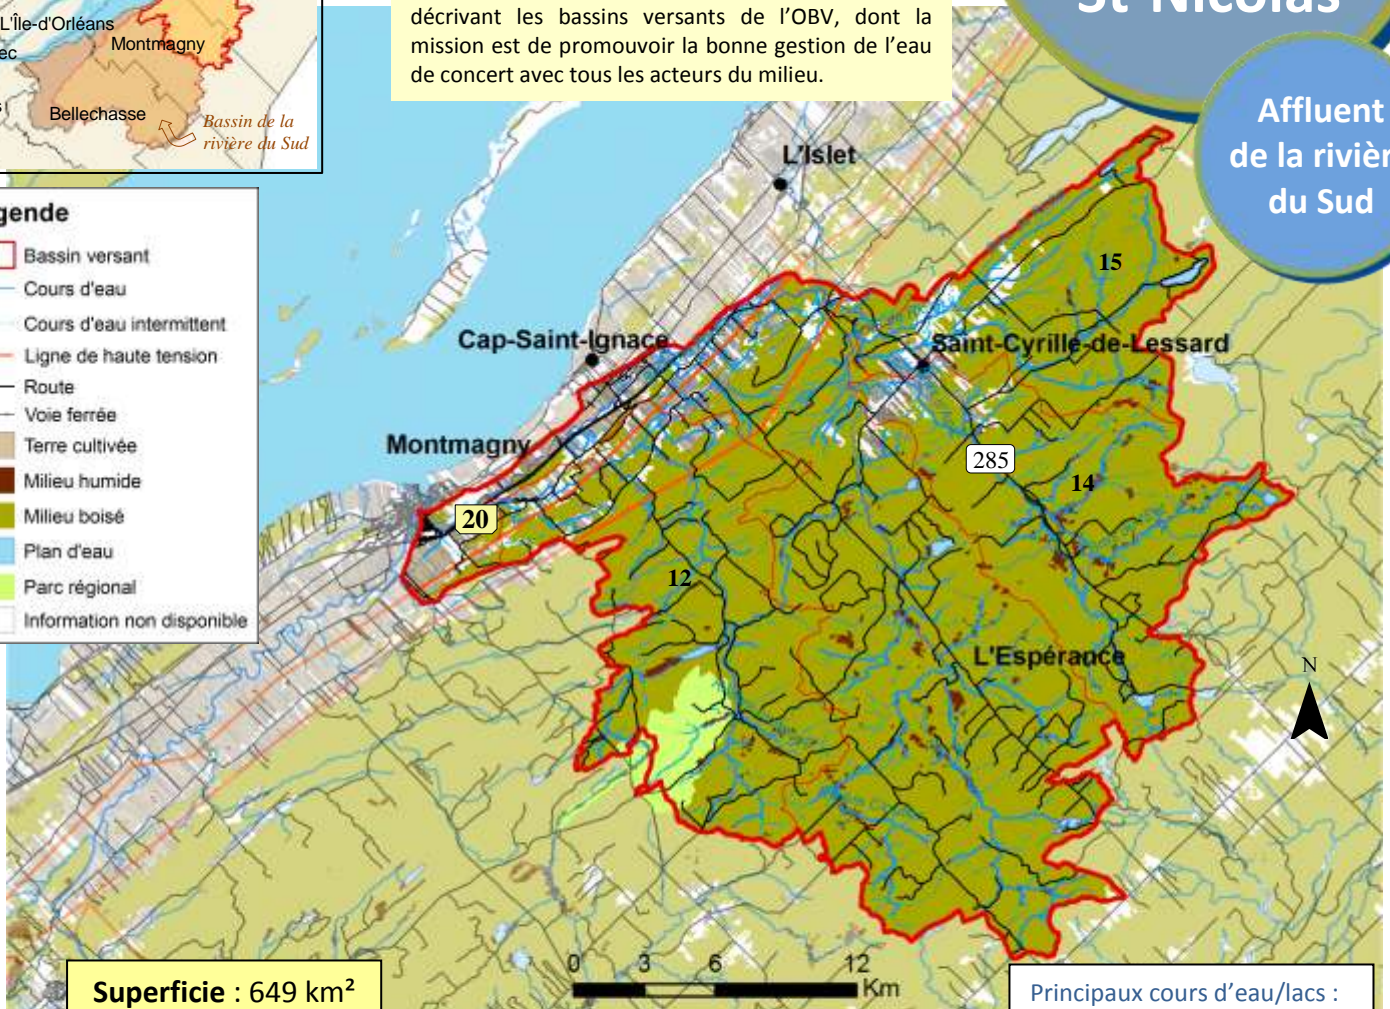 décrivant les bassins versants de l'OBV, dont la
mission est de promouvoir la bonne gestion de l'eau
de concert avec tous les acteurs du milieu.
St-Nicolas
Affluent
de la rivière
du Sud
L'Île-d'Orléans
Montmagny
Bellechasse
Bassin de la
rivière du Sud
Bassin versant
Cours d'eau
Cours d'eau intermittent
Ligne de haute tension
Route
Voie ferrée
Terre cultivée
Milieu humide
Milieu boisé
Plan d'eau
Parc régional
Information non disponible
L'Islet
15
Cap-Saint-Ignace
Saint-Cyrille-de-Lessard
Montmagny
285
14
20
12
L'Espérance
N
0 3 6 12
Km
Superficie : 649 km²
Principaux cours d'eau/lacs :